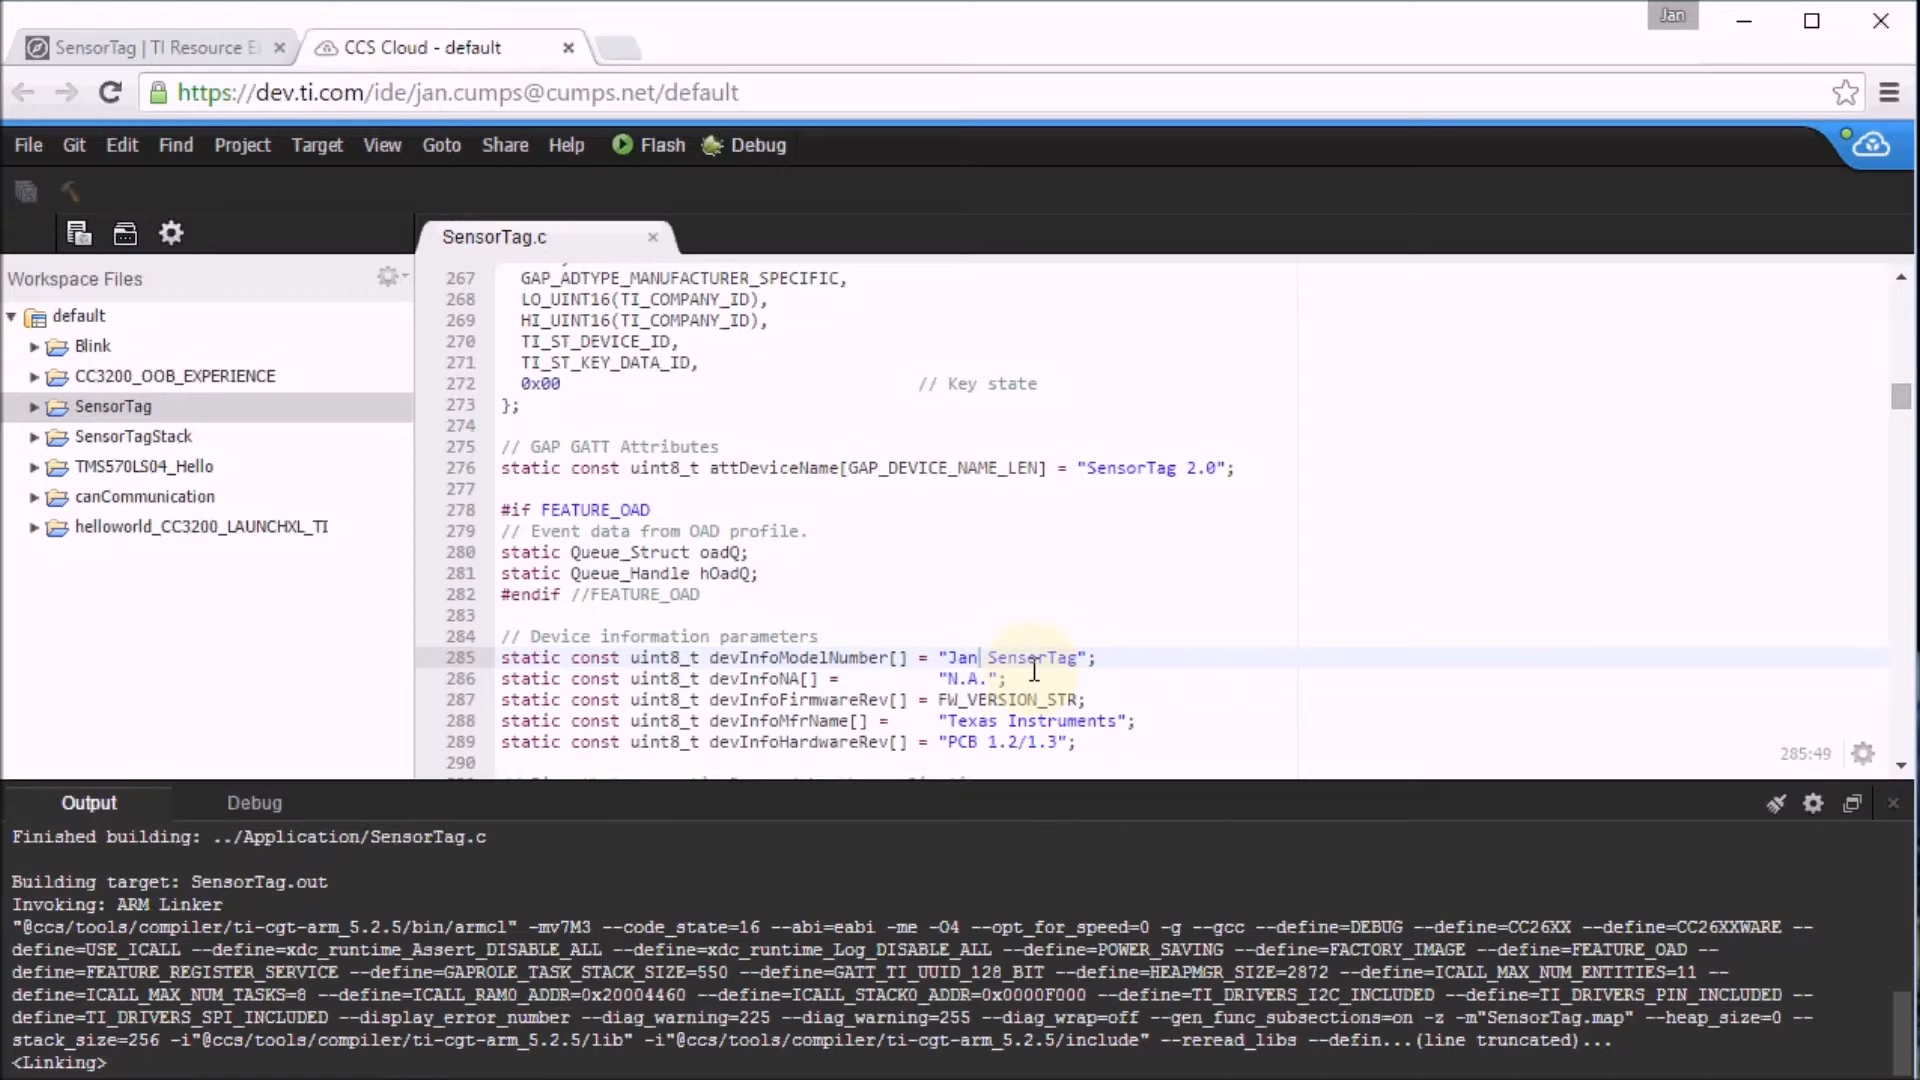 Jan
SensorTag | TI Resource E
CCS Cloud - default
https://dev.ti.com/ide/jan.cumps@cumps.net/default
File Git Edit Find Project Target View Goto Share Help Flash Debug
SensorTag.c
Workspace Files
default
Blink
CC3200_OOB_EXPERIENCE
SensorTag
SensorTagStack
TMS570LS04_Hello
canCommunication
helloworld_CC3200_LAUNCHXL_TI
267 GAP_ADTYPE_MANUFACTURER_SPECIFIC,
268 LO_UINT16(TI_COMPANY_ID),
269 HI_UINT16(TI_COMPANY_ID),
270 TI_ST_DEVICE_ID,
271 TI_ST_KEY_DATA_ID,
272 0x00 // Key state
273 };
274
275 // GAP GATT Attributes
276 static const uint8_t attDeviceName[GAP_DEVICE_NAME_LEN] = "SensorTag 2.0";
277
278 #if FEATURE_OAD
279 // Event data from OAD profile.
280 static Queue_Struct oadQ;
281 static Queue_Handle hOadQ;
282 #endif //FEATURE_OAD
283
284 // Device information parameters
285 static const uint8_t devInfoModelNumber[] = "Jan SensorTag";
286 static const uint8_t devInfoNA[] = "N.A.";
287 static const uint8_t devInfoFirmwareRev[] = FW_VERSION_STR;
288 static const uint8_t devInfoMfrName[] = "Texas Instruments";
289 static const uint8_t devInfoHardwareRev[] = "PCB 1.2/1.3";
290
285:49
Output Debug
Finished building: ../Application/SensorTag.c
Building target: SensorTag.out
Invoking: ARM Linker
"@ccs/tools/compiler/ti-cgt-arm_5.2.5/bin/armcl" -mv7M3 --code_state=16 --abi=eabi -me -O4 --opt_for_speed=0 -g --gcc --define=DEBUG --define=CC26XX --define=CC26XXWARE --
define=USE_ICALL --define=xdc_runtime_Assert_DISABLE_ALL --define=xdc_runtime_Log_DISABLE_ALL --define=POWER_SAVING --define=FACTORY_IMAGE --define=FEATURE_OAD --
define=FEATURE_REGISTER_SERVICE --define=GAPROLE_TASK_STACK_SIZE=550 --define=GATT_TI_UUID_128_BIT --define=HEAPMGR_SIZE=2872 --define=ICALL_MAX_NUM_ENTITIES=11 --
define=ICALL_MAX_NUM_TASKS=8 --define=ICALL_RAM0_ADDR=0x20004460 --define=ICALL_STACK0_ADDR=0x0000F000 --define=TI_DRIVERS_I2C_INCLUDED --define=TI_DRIVERS_PIN_INCLUDED --
define=TI_DRIVERS_SPI_INCLUDED --display_error_number --diag_warning=225 --diag_warning=255 --diag_wrap=off --gen_func_subsections=on -z -m"SensorTag.map" --heap_size=0 --
stack_size=256 -i"@ccs/tools/compiler/ti-cgt-arm_5.2.5/lib" -i"@ccs/tools/compiler/ti-cgt-arm_5.2.5/include" --reread_libs --defin...(line truncated)...
<Linking>